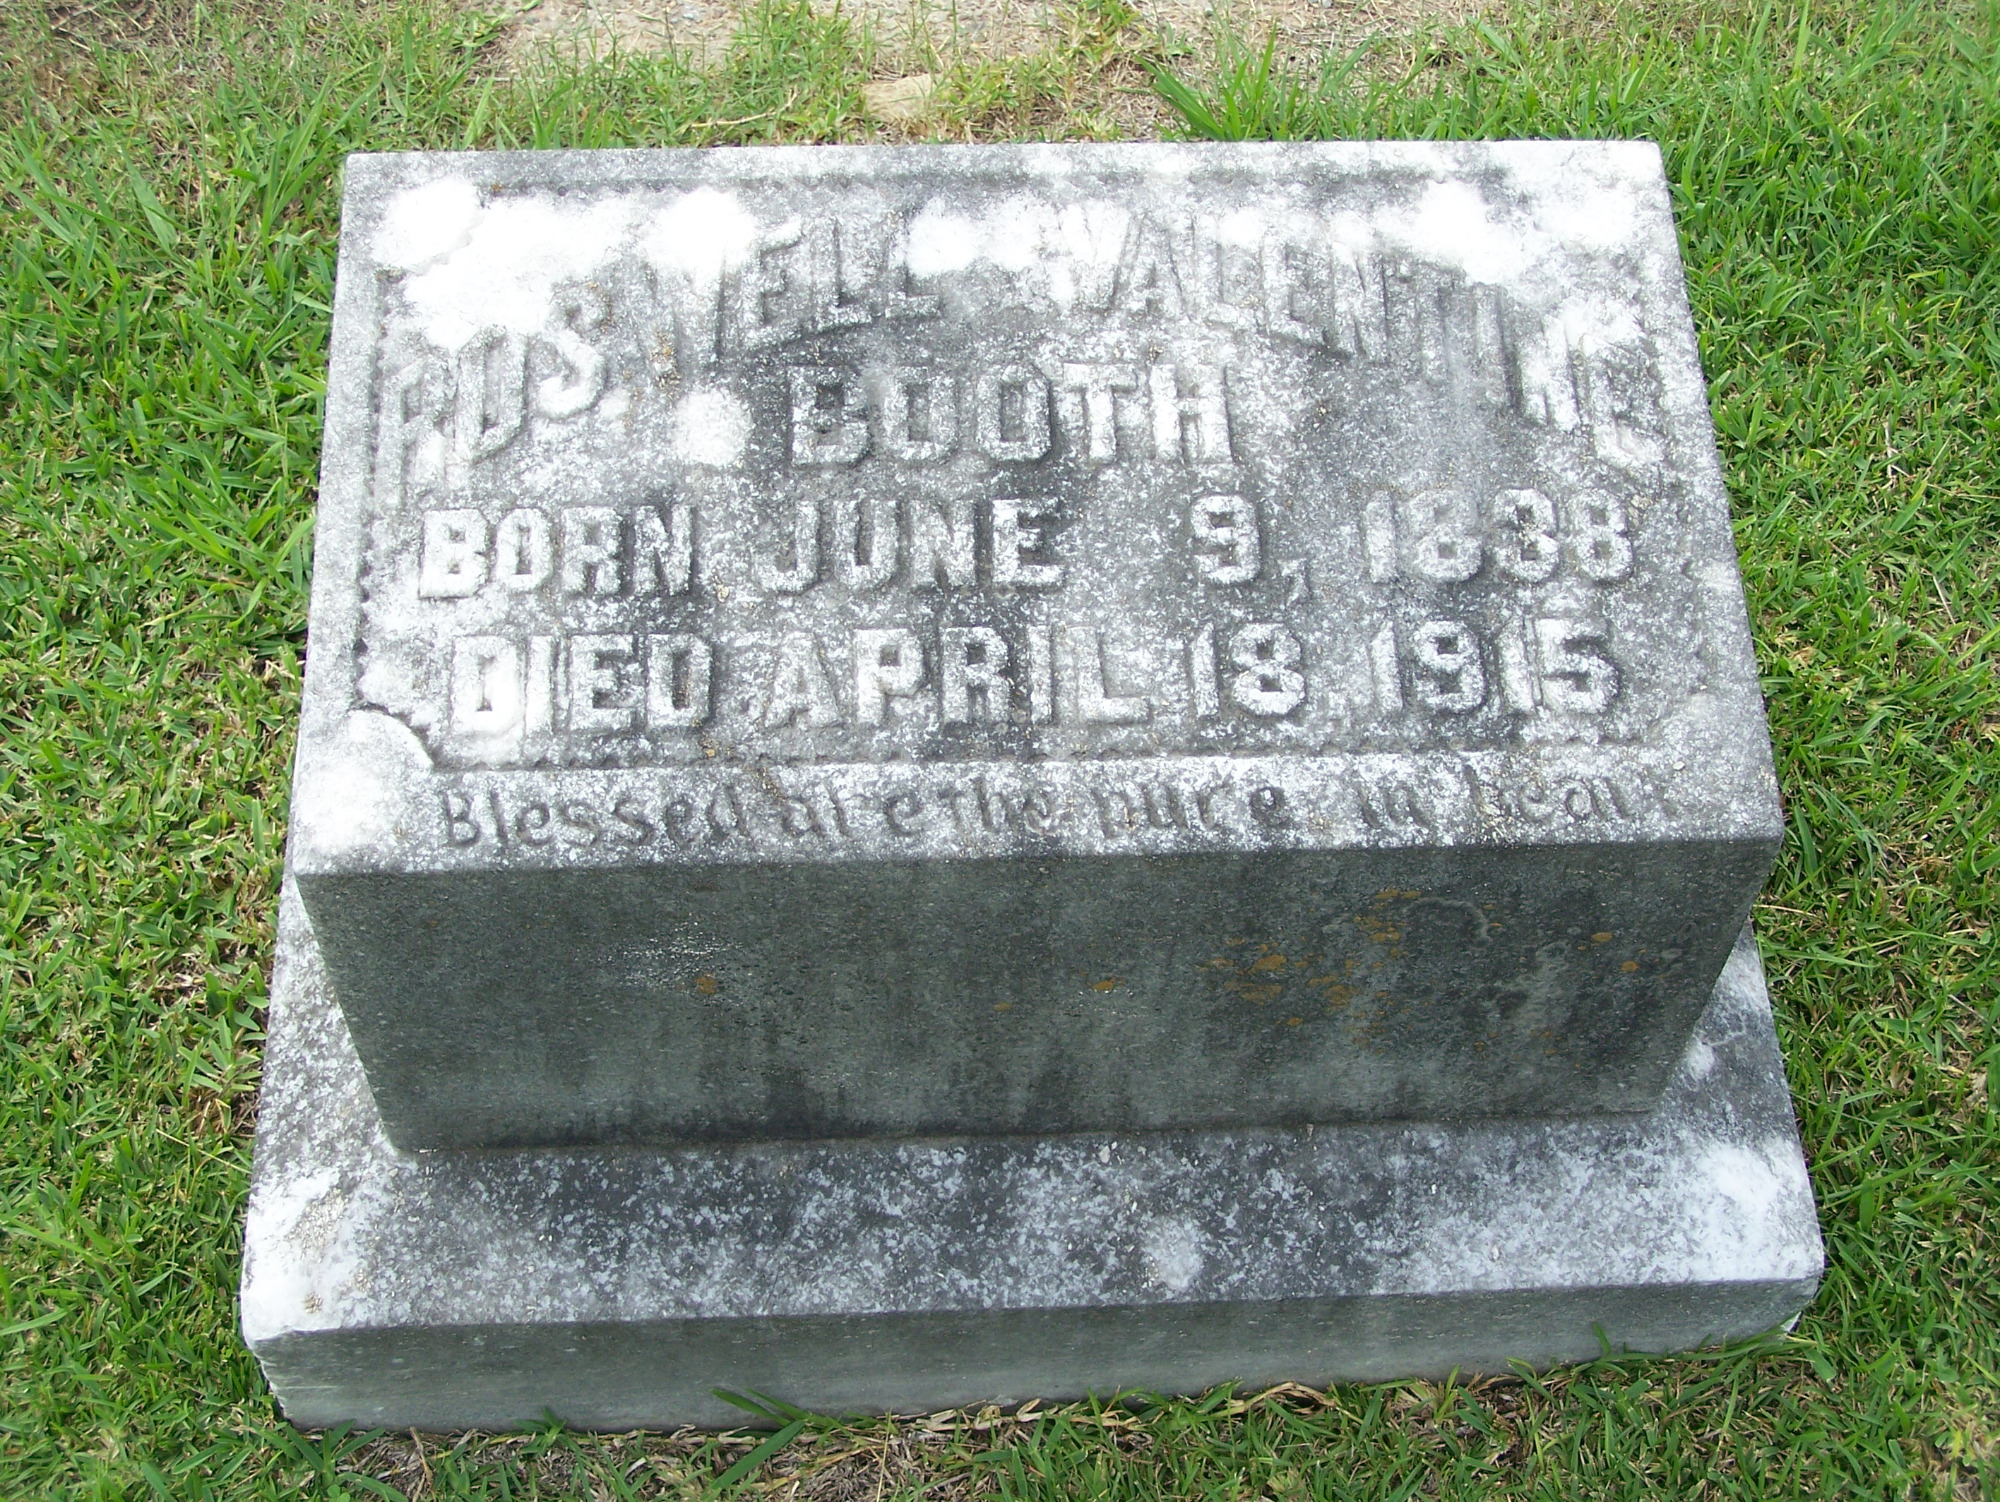 ROSWELL VALENTINE
BOOTH
BORN JUNE 9, 1838
DIED APRIL 18, 1915
Blessed are the pure in heart